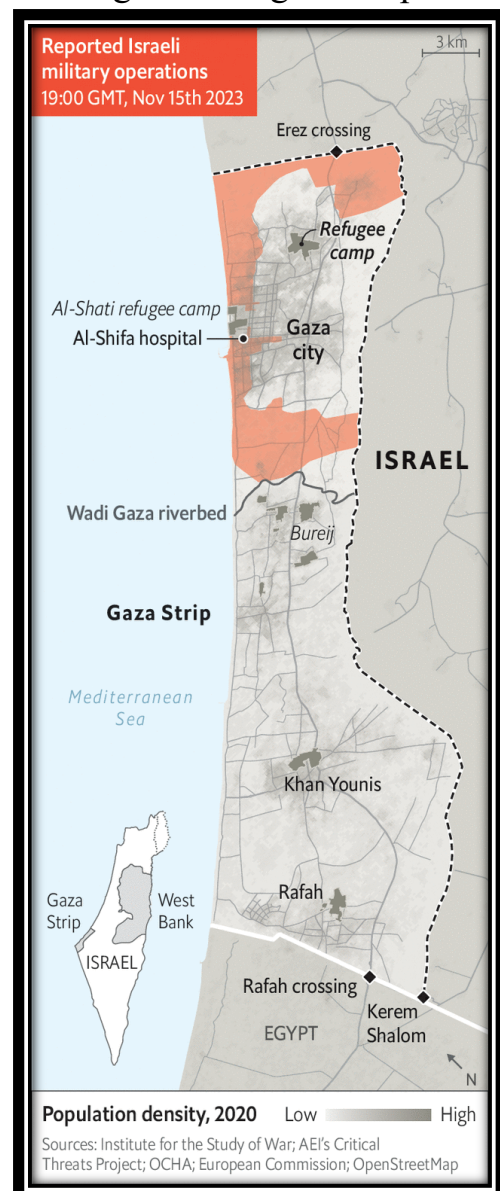 Reported Israeli
military operations
19:00 GMT, Nov 15th 2023
3 km
Erez crossing
Refugee
camp
Al-Shati refugee camp
Al-Shifa hospital
Gaza
city
ISRAEL
Wadi Gaza riverbed
Bureij
Gaza Strip
Mediterranean
Sea
Khan Younis
Gaza
Strip
West
Bank
ISRAEL
Rafah
Rafah crossing
Kerem
Shalom
EGYPT
N
Population density, 2020
Low
High
Sources: Institute for the Study of War; AEI's Critical
Threats Project; OCHA; European Commission; OpenStreetMap